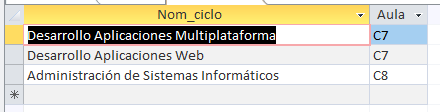 Nom_ciclo Aula
Desarrollo Aplicaciones Multiplataforma C7
Desarrollo Aplicaciones Web C7
Administración de Sistemas Informáticos C8